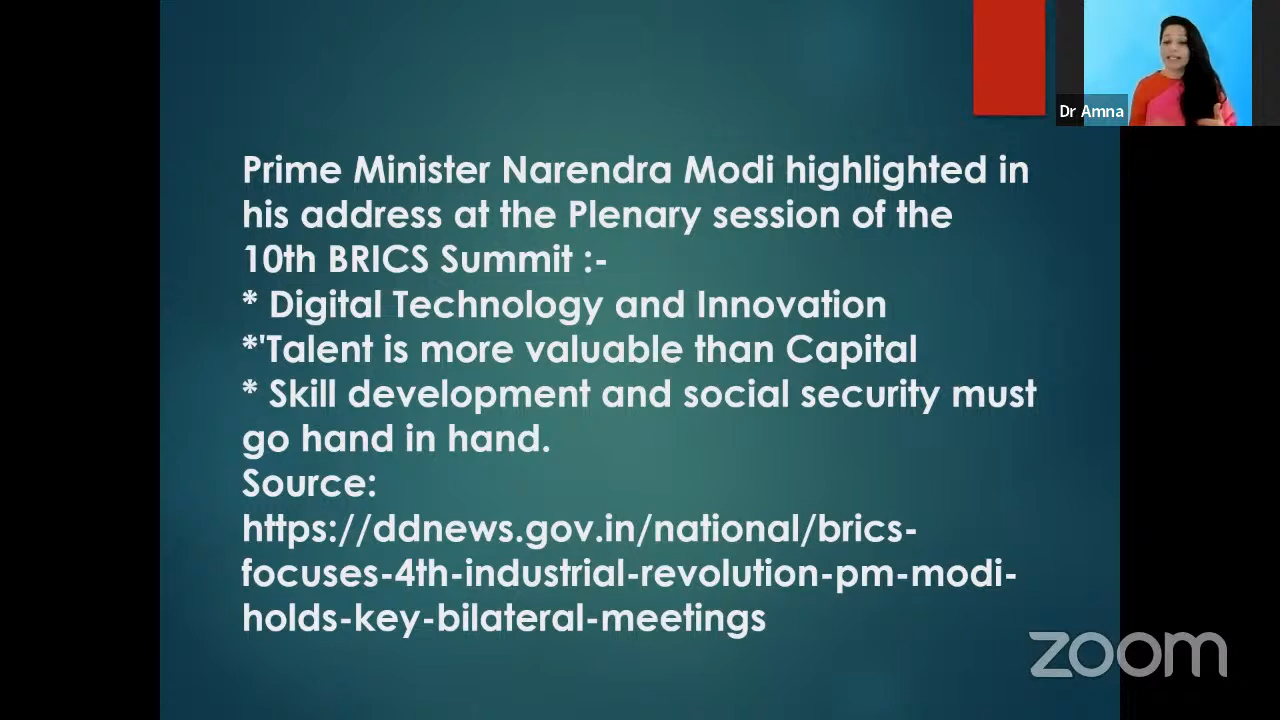 Dr Amna
Prime Minister Narendra Modi highlighted in
his address at the Plenary session of the
10th BRICS Summit :-
* Digital Technology and Innovation
*'Talent is more valuable than Capital
* Skill development and social security must
go hand in hand.
Source:
https://ddnews.gov.in/national/brics-
focuses-4th-industrial-revolution-pm-modi-
holds-key-bilateral-meetings
zoom